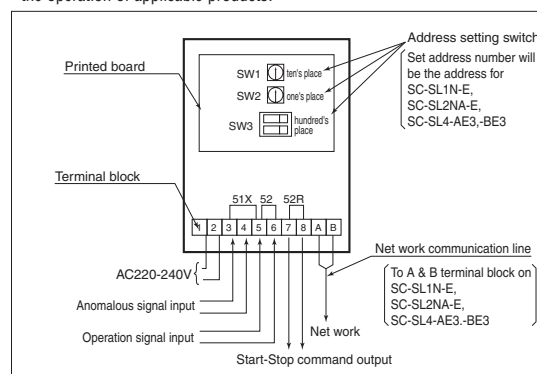 the operation of applicable products.
Address setting switch
Set address number will
be the address for
SC-SL1N-E,
SC-SL2NA-E,
SC-SL4-AE3,-BE3
Printed board
SW1 ten's place
SW2 one's place
SW3 hundred's
place
Terminal block
51X 52 52R
1 2 3 4 5 6 7 8 A B
Net work communication line
AC220-240V
To A & B terminal block on
SC-SL1N-E,
SC-SL2NA-E,
SC-SL4-AE3.-BE3
Anomalous signal input
Operation signal input
Net work
Start-Stop command output